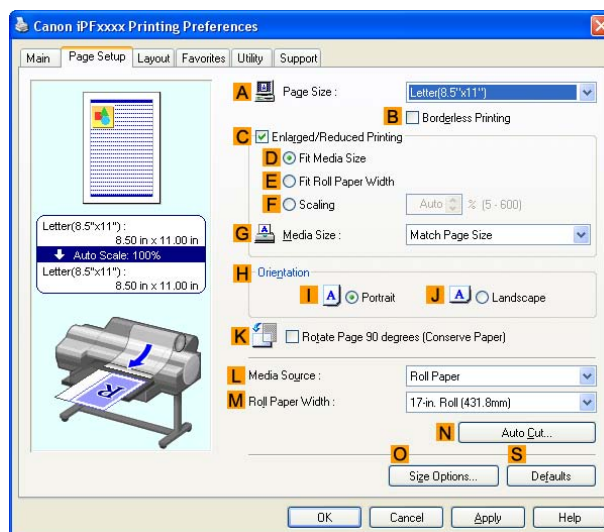 Canon iPFxxxx Printing Preferences
Main Page Setup Layout Favorites Utility Support
A Page Size : Letter(8.5"x11")
B Borderless Printing
C Enlarged/Reduced Printing
D Fit Media Size
E Fit Roll Paper Width
F Scaling Auto % (5 - 600)
Letter(8.5"x11") :
8.50 in x 11.00 in
Auto Scale: 100%
Letter(8.5"x11") :
8.50 in x 11.00 in
G Media Size : Match Page Size
H Orientation
I A Portrait J A Landscape
K Rotate Page 90 degrees (Conserve Paper)
R
L Media Source : Roll Paper
M Roll Paper Width : 17-in. Roll (431.8mm)
N Auto Cut...
O S
Size Options... Defaults
OK Cancel Apply Help